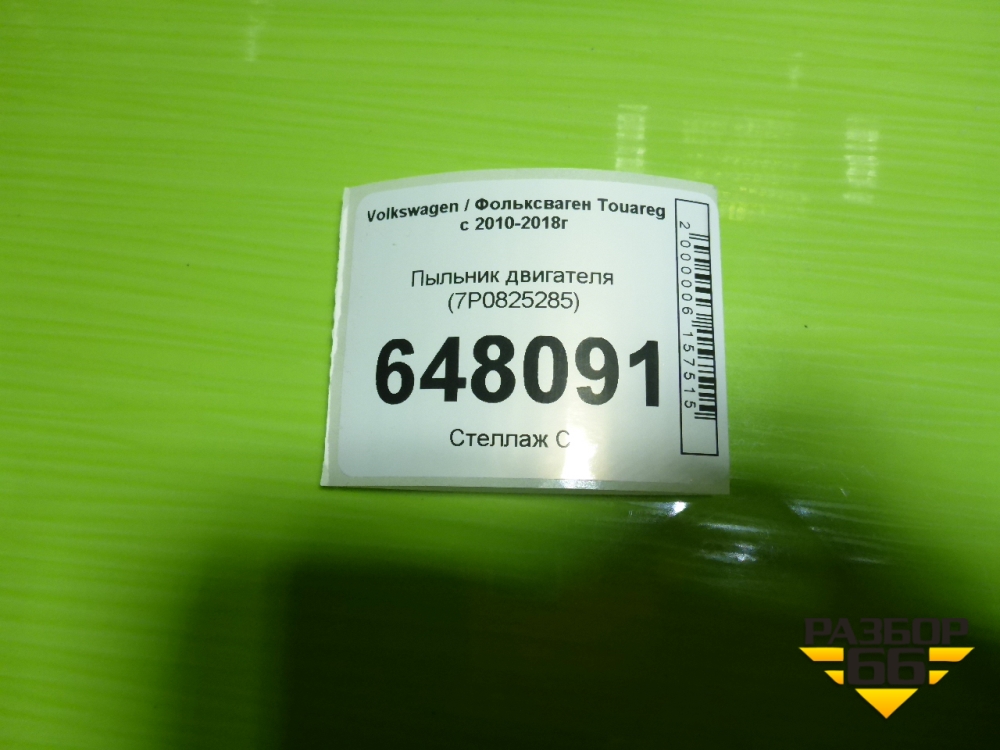 Volkswagen / Фольксваген Touareg
с 2010-2018г
Пыльник двигателя
(7P0825285)
648091
Стеллаж С
2000006157515
РАЗБОР
66